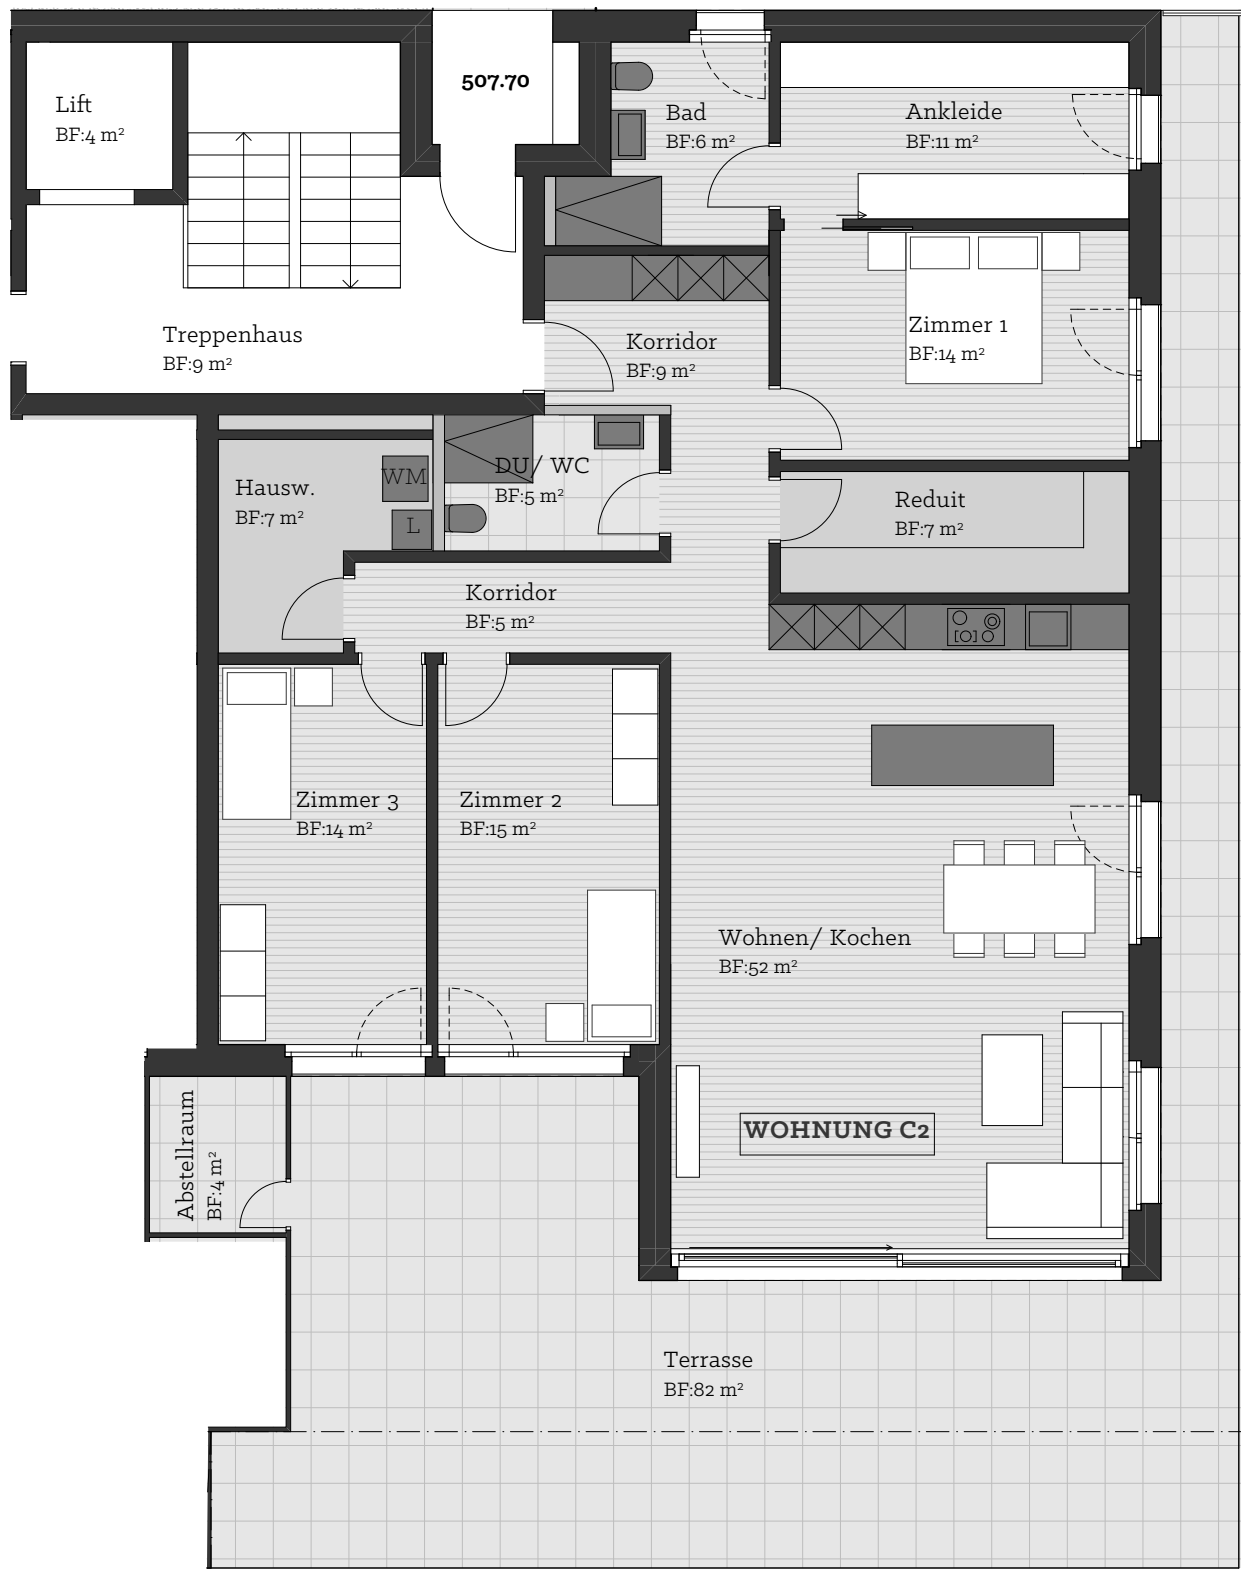 507.70
Lift
BF:4 m²
Bad
BF:6 m²
Ankleide
BF:11 m²
Treppenhaus
BF:9 m²
Korridor
BF:9 m²
Zimmer 1
BF:14 m²
Hausw.
BF:7 m²
WM
L
DU/ WC
BF:5 m²
Reduit
BF:7 m²
Korridor
BF:5 m²
Zimmer 3
BF:14 m²
Zimmer 2
BF:15 m²
Wohnen/ Kochen
BF:52 m²
WOHNUNG C2
Abstellraum
BF:4 m²
Terrasse
BF:82 m²